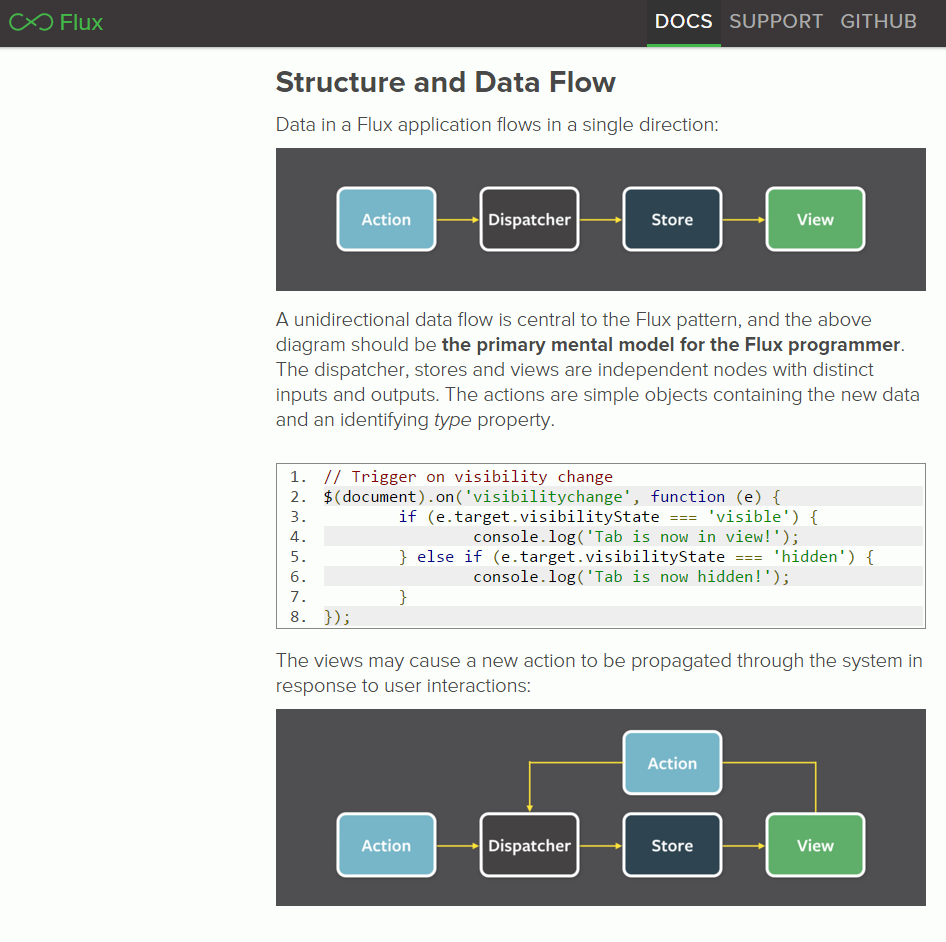 Flux
DOCS SUPPORT GITHUB
Structure and Data Flow
Data in a Flux application flows in a single direction:
Action Dispatcher Store View
A unidirectional data flow is central to the Flux pattern, and the above
diagram should be the primary mental model for the Flux programmer.
The dispatcher, stores and views are independent nodes with distinct
inputs and outputs. The actions are simple objects containing the new data
and an identifying type property.
1. // Trigger on visibility change
2. $(document).on('visibilitychange', function (e) {
3.         if (e.target.visibilityState === 'visible') {
4.                 console.log('Tab is now in view!');
5.         } else if (e.target.visibilityState === 'hidden') {
6.                 console.log('Tab is now hidden!');
7.         }
8. });
The views may cause a new action to be propagated through the system in
response to user interactions:
Action
Action Dispatcher Store View